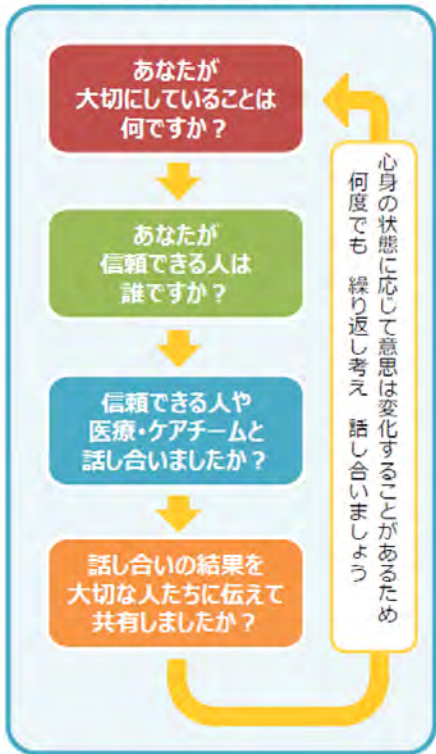 あなたが
大切にしていることは
何ですか？
あなたが
信頼できる人は
誰ですか？
信頼できる人や
医療・ケアチームと
話し合いましたか？
話し合いの結果を
大切な人たちに伝えて
共有しましたか？
心身の状態に応じて意思は変化することがあるため
何度でも　繰り返し考え　話し合いましょう